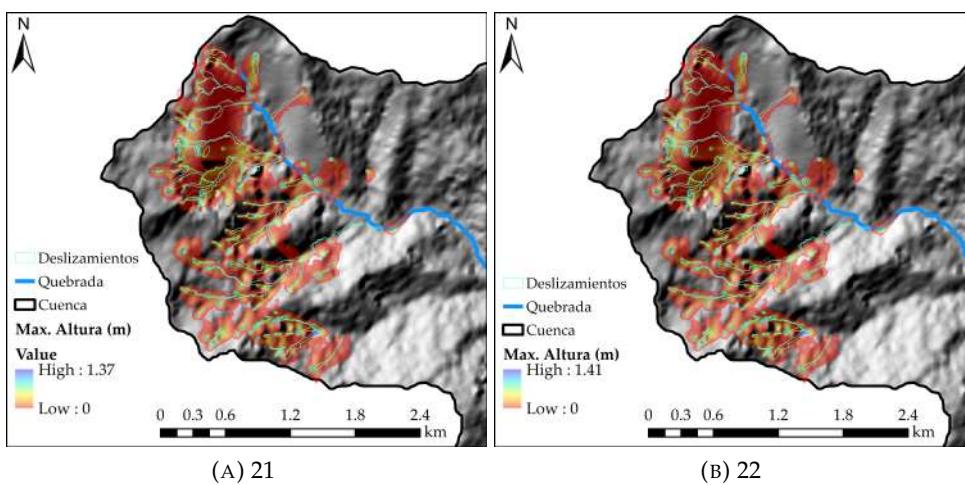 N
Deslizamientos
Quebrada
Cuenca
Max. Altura (m)
Value
High : 1.37
Low : 0
0 0.3 0.6 1.2 1.8 2.4
km
(A) 21
N
Deslizamientos
Quebrada
Cuenca
Max. Altura (m)
High : 1.41
Low : 0
0 0.3 0.6 1.2 1.8 2.4
km
(B) 22